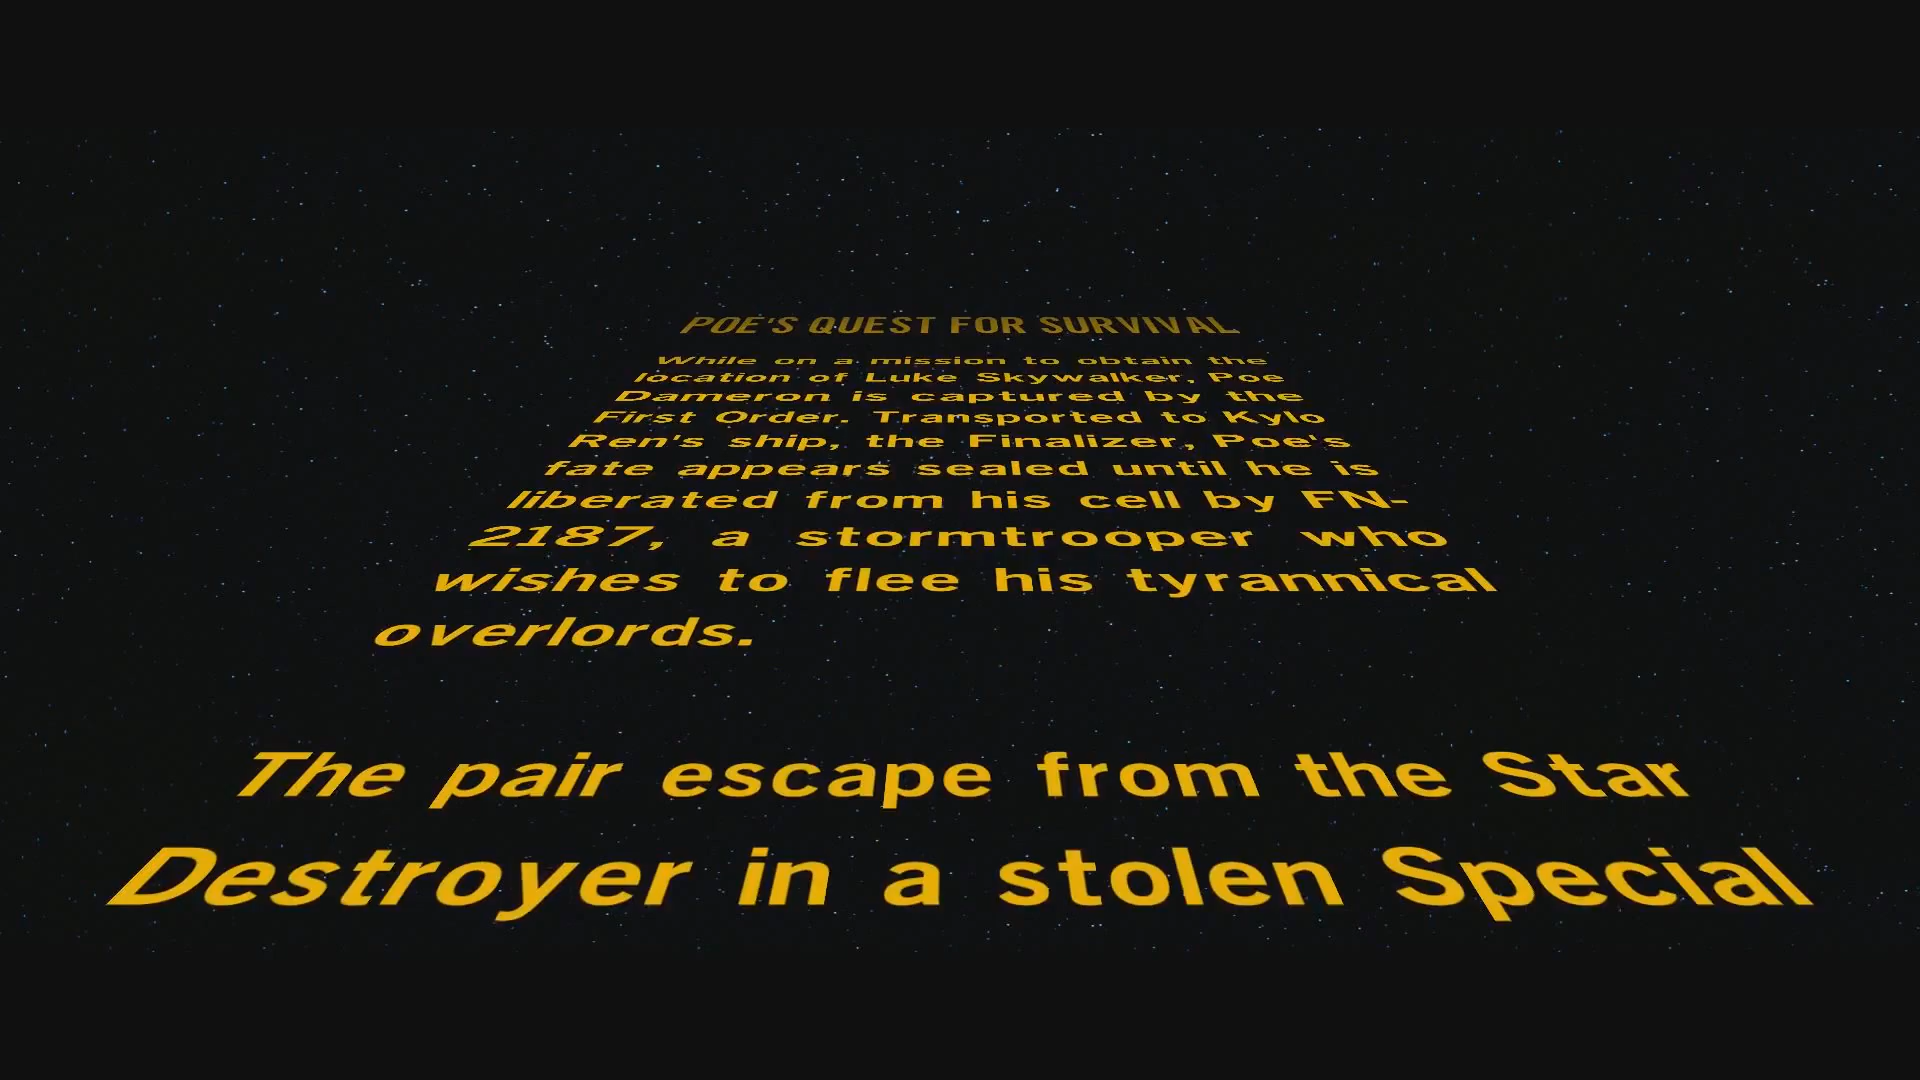 POE'S QUEST FOR SURVIVAL
While on a mission to obtain the
location of Luke Skywalker, Poe
Dameron is captured by the
First Order. Transported to Kylo
Ren's ship, the Finalizer, Poe's
fate appears sealed until he is
liberated from his cell by FN-
2187, a stormtrooper who
wishes to flee his tyrannical
overlords.
The pair escape from the Star
Destroyer in a stolen Special